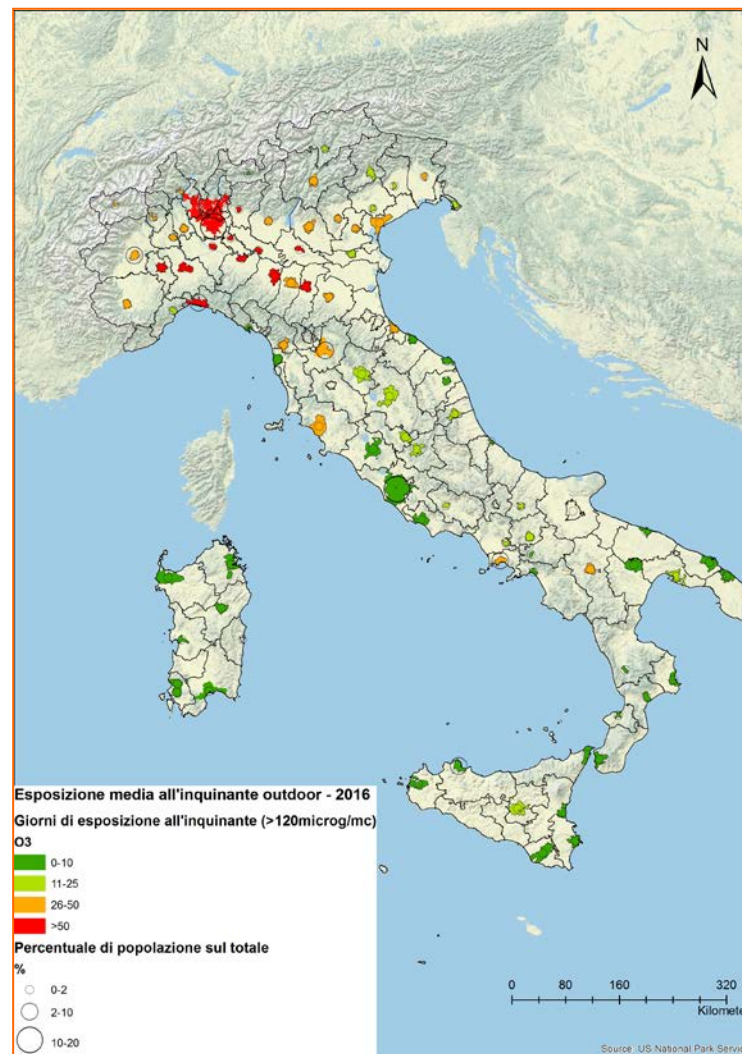 N
Esposizione media all'inquinante outdoor - 2016
Giorni di esposizione all'inquinante (>120microg/mc)
O3
0-10
11-25
26-50
>50
Percentuale di popolazione sul totale
%
0-2
2-10
10-20
0 80 160 320
Kilomete
Source: US National Park Servic